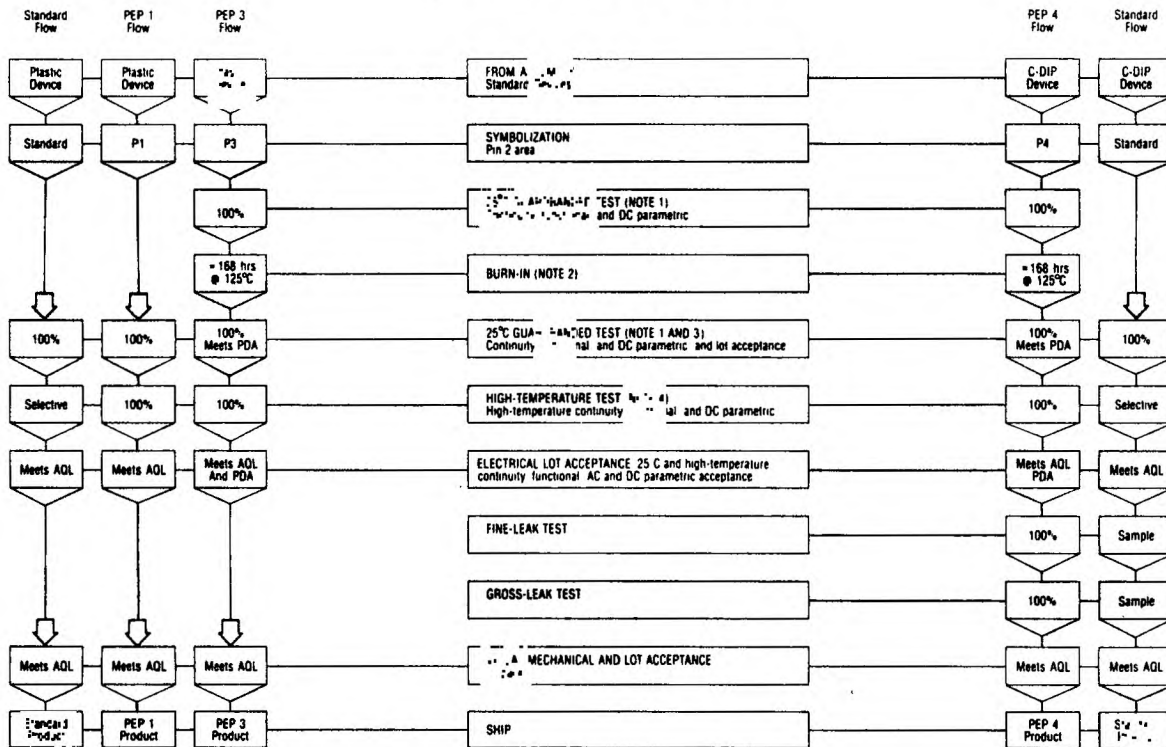 Standard
Flow
PEP 1
Flow
PEP 3
Flow
PEP 4
Flow
Standard
Flow
Plastic
Device
Plastic
Device
FROM
Standard
C-DIP
Device
C-DIP
Device
Standard
P1
P3
SYMBOLIZATION
Pin 2 area
P4
Standard
100%
TEST (NOTE 1)
and DC parametric
100%
= 168 hrs
@ 125°C
BURN-IN (NOTE 2)
= 168 hrs
@ 125°C
100%
100%
100%
Meets PDA
25°C TEST (NOTE 1 AND 3)
Continuity and DC parametric and lot acceptance
100%
Meets PDA
100%
Selective
100%
100%
HIGH-TEMPERATURE TEST
High-temperature continuity and DC parametric
100%
Selective
Meets AQL
Meets AQL
Meets AQL
And PDA
ELECTRICAL LOT ACCEPTANCE 25 C and high-temperature
continuity functional AC and DC parametric acceptance
Meets AQL
PDA
Meets AQL
FINE-LEAK TEST
100%
Sample
GROSS-LEAK TEST
100%
Sample
Meets AQL
Meets AQL
Meets AQL
MECHANICAL AND LOT ACCEPTANCE
Meets AQL
Meets AQL
PEP 1
Product
PEP 3
Product
SHIP
PEP 4
Product